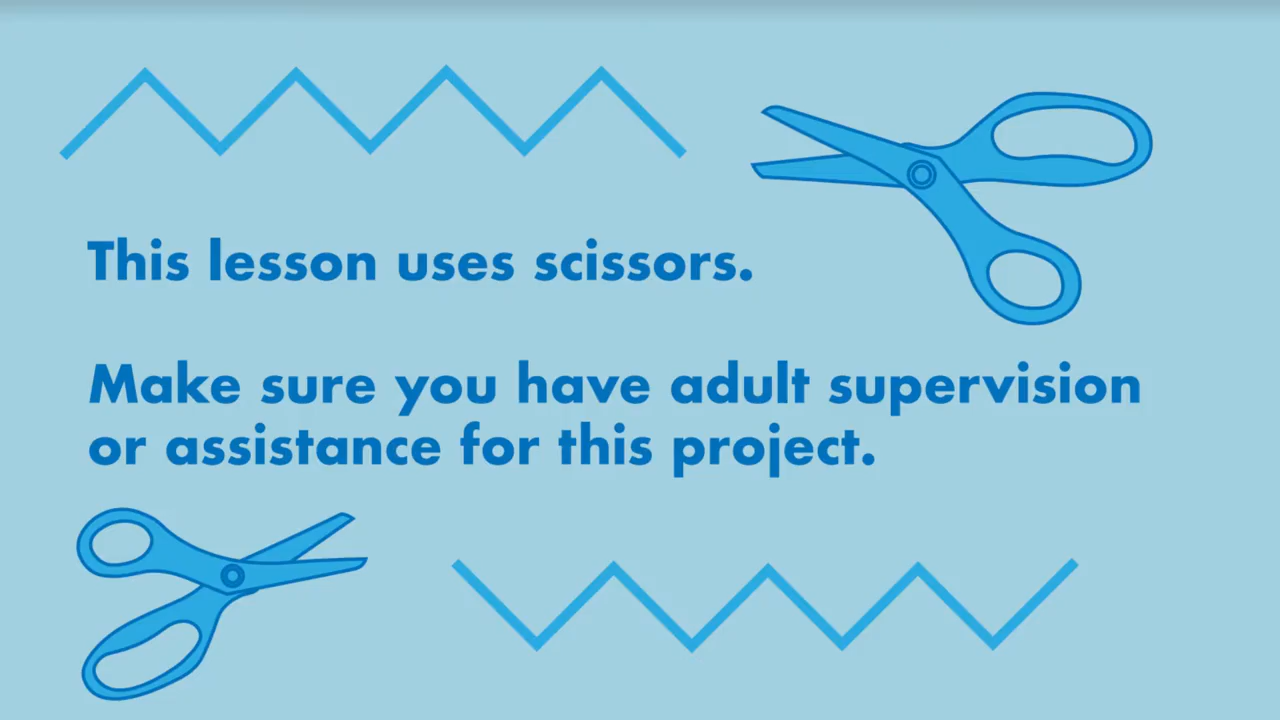 This lesson uses scissors.
Make sure you have adult supervision
or assistance for this project.